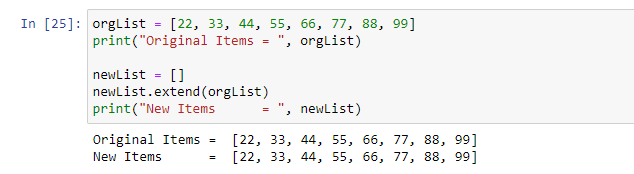 In [25]: orgList = [22, 33, 44, 55, 66, 77, 88, 99]
print("Original Items = ", orgList)
newList = []
newList.extend(orgList)
print("New Items      = ", newList)
Original Items =  [22, 33, 44, 55, 66, 77, 88, 99]
New Items      =  [22, 33, 44, 55, 66, 77, 88, 99]